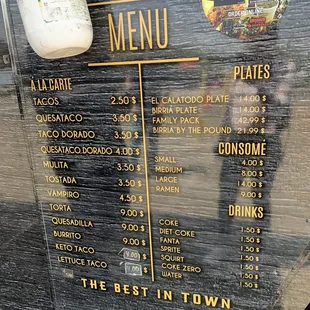 MENU
À LA CARTE
TACOS 2.50 $
QUESATACO 3.50 $
TACO DORADO 3.50 $
QUESATACO DORADO 4.00 $
MULITA 3.50 $
TOSTADA 3.50 $
VAMPIRO 4.50 $
TORTA 9.00 $
QUESADILLA 9.00 $
BURRITO 9.00 $
KETO TACO 4.00 $
LETTUCE TACO $
PLATES
EL CALATODO PLATE 14.00 $
BIRRIA PLATE 14.00 $
FAMILY PACK 42.99 $
BIRRIA BY THE POUND 21.99 $
CONSOMÉ
SMALL 4.00 $
MEDIUM 8.00 $
LARGE 14.00 $
RAMEN 9.00 $
DRINKS
COKE 1.50 $
DIET COKE 1.50 $
FANTA 1.50 $
SPRITE 1.50 $
SQUIRT 1.50 $
COKE ZERO 1.50 $
WATER 1.50 $
THE BEST IN TOWN